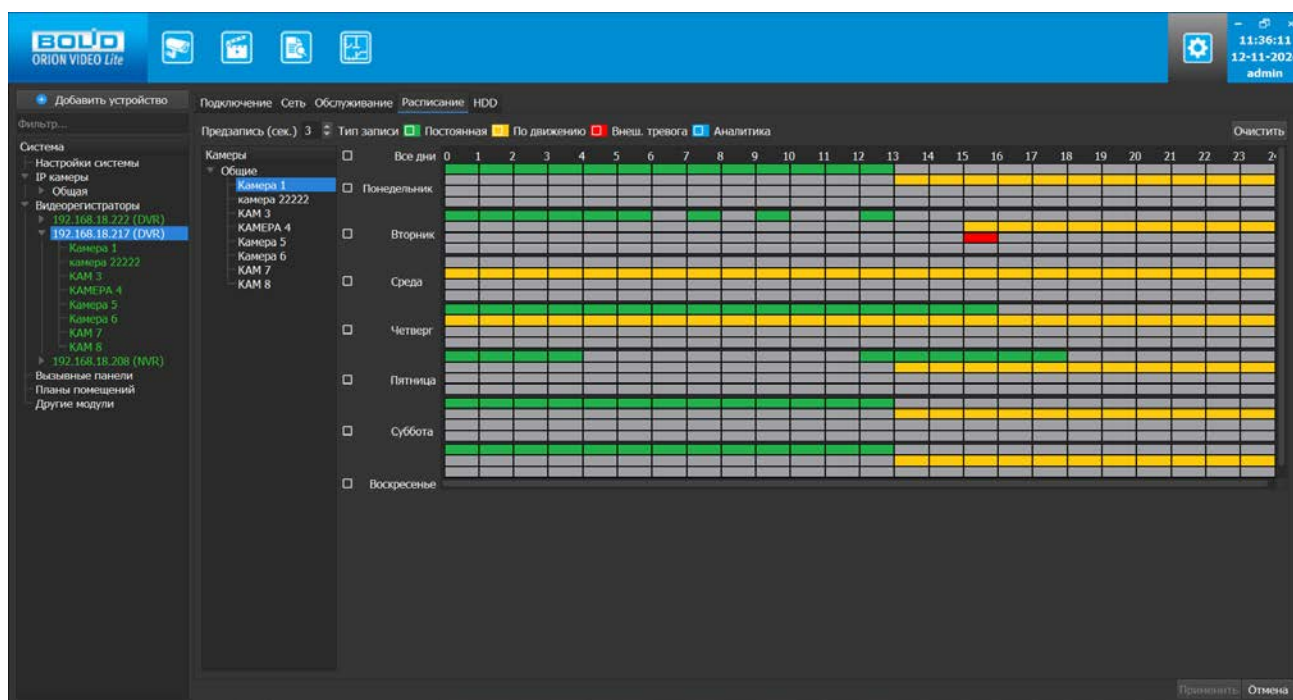 BOLID
ORION VIDEO Lite
11:36:11
12-11-202
admin
Добавить устройство
Фильтр...
Система
Настройки системы
IP камеры
Общая
Видеорегистраторы
192.168.18.222 (DVR)
192.168.18.217 (DVR)
Камера 1
камера 22222
КАМ 3
КАМЕРА 4
Камера 5
Камера 6
КАМ 7
КАМ 8
192.168.18.208 (NVR)
Вызывные панели
Планы помещений
Другие модули
Подключение Сеть Обслуживание Расписание HDD
Предзапись (сек.) 3 Тип записи Постоянная По движению Внеш. тревога Аналитика Очистить
Камеры
Общие
Камера 1
камера 22222
КАМ 3
КАМЕРА 4
Камера 5
Камера 6
КАМ 7
КАМ 8
Все дни 0 1 2 3 4 5 6 7 8 9 10 11 12 13 14 15 16 17 18 19 20 21 22 23 2
Понедельник
Вторник
Среда
Четверг
Пятница
Суббота
Воскресенье
Применить Отмена